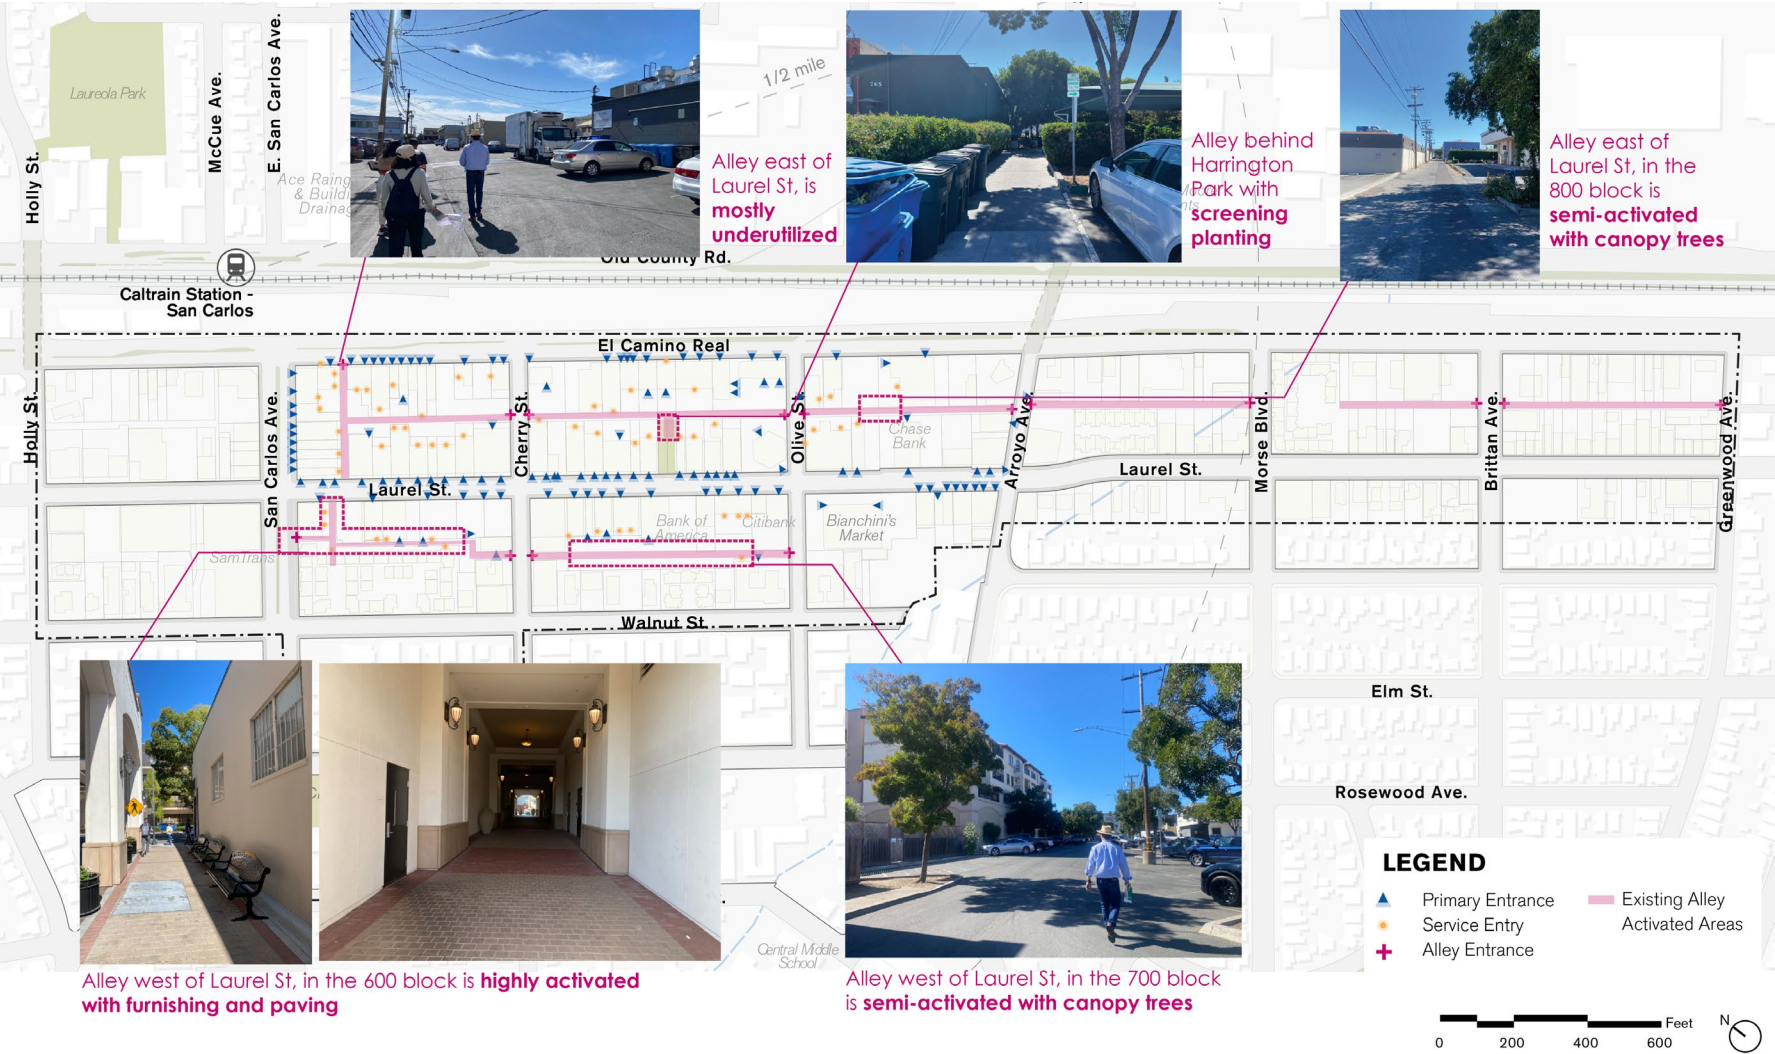 Laureola Park
McCue Ave.
E. San Carlos Ave.
Holly St.
Ace Raing
& Buildi
Drainag
1/2 mile
Alley east of
Laurel St, is
mostly
underutilized
765
Alley behind
Harrington
Park with
screening
planting
Alley east of
Laurel St, in the
800 block is
semi-activated
with canopy trees
Old County Rd.
Caltrain Station -
San Carlos
El Camino Real
Holly St.
San Carlos Ave.
Cherry St.
Olive St.
Arroyo Ave.
Morse Blvd.
Brittan Ave.
Greenwood Ave.
Chase
Bank
Laurel St.
Laurel St.
SamTrans
Bank of
America
Citibank
Bianchini's
Market
Walnut St.
Elm St.
Rosewood Ave.
Central Middle
School
Alley west of Laurel St, in the 600 block is highly activated
with furnishing and paving
Alley west of Laurel St, in the 700 block
is semi-activated with canopy trees
LEGEND
Primary Entrance
Service Entry
Alley Entrance
Existing Alley
Activated Areas
Feet
0 200 400 600
N